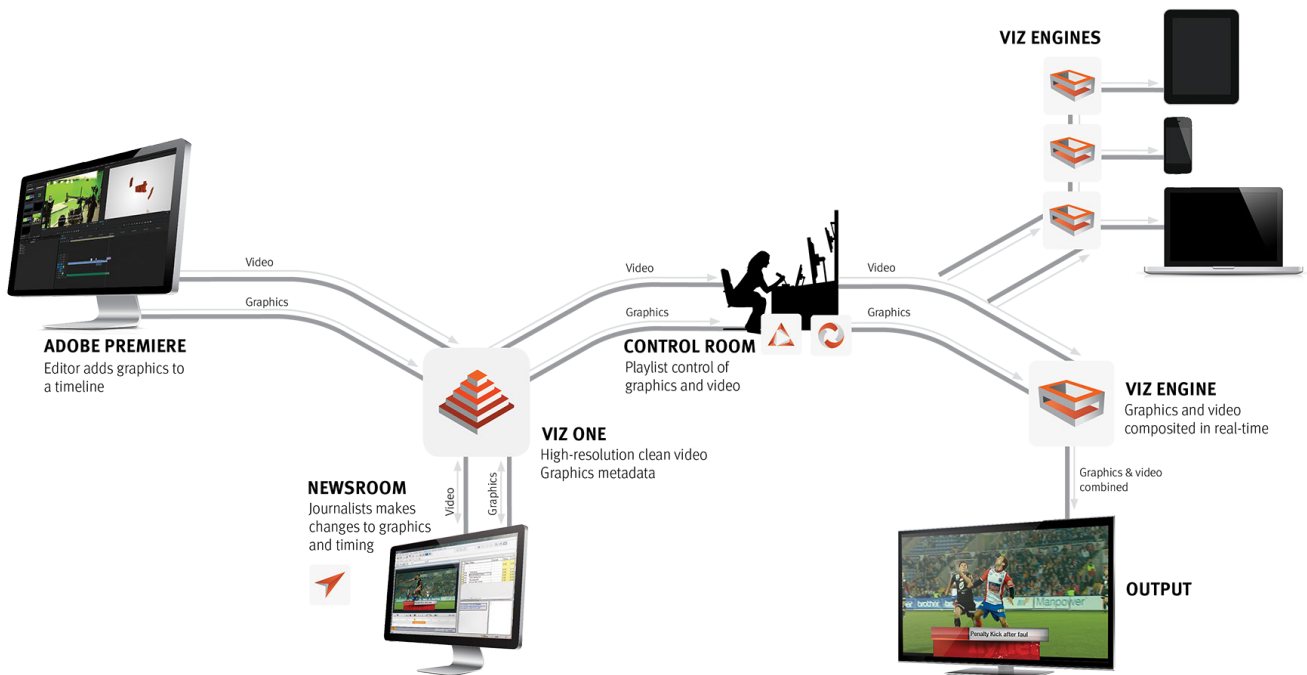 VIZ ENGINES
Video
Graphics
ADOBE PREMIERE
Editor adds graphics to
a timeline
Video
Graphics
CONTROL ROOM
Playlist control of
graphics and video
Video
Graphics
VIZ ENGINE
Graphics and video
composited in real-time
VIZ ONE
High-resolution clean video
Graphics metadata
Video
Graphics
NEWSROOM
Journalists makes
changes to graphics
and timing
Graphics & video
combined
OUTPUT
brother
Manpower
Penalty Kick after faul